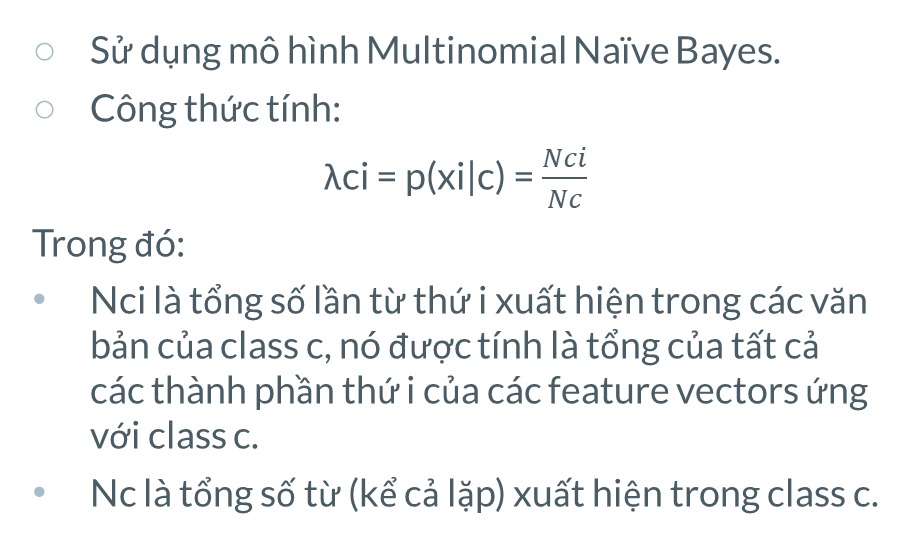 ○ Sử dụng mô hình Multinomial Naïve Bayes.
○ Công thức tính:
λci = p(xi|c) = Nci / Nc
Trong đó:
• Nci là tổng số lần từ thứ i xuất hiện trong các văn
bản của class c, nó được tính là tổng của tất cả
các thành phần thứ i của các feature vectors ứng
với class c.
• Nc là tổng số từ (kể cả lặp) xuất hiện trong class c.